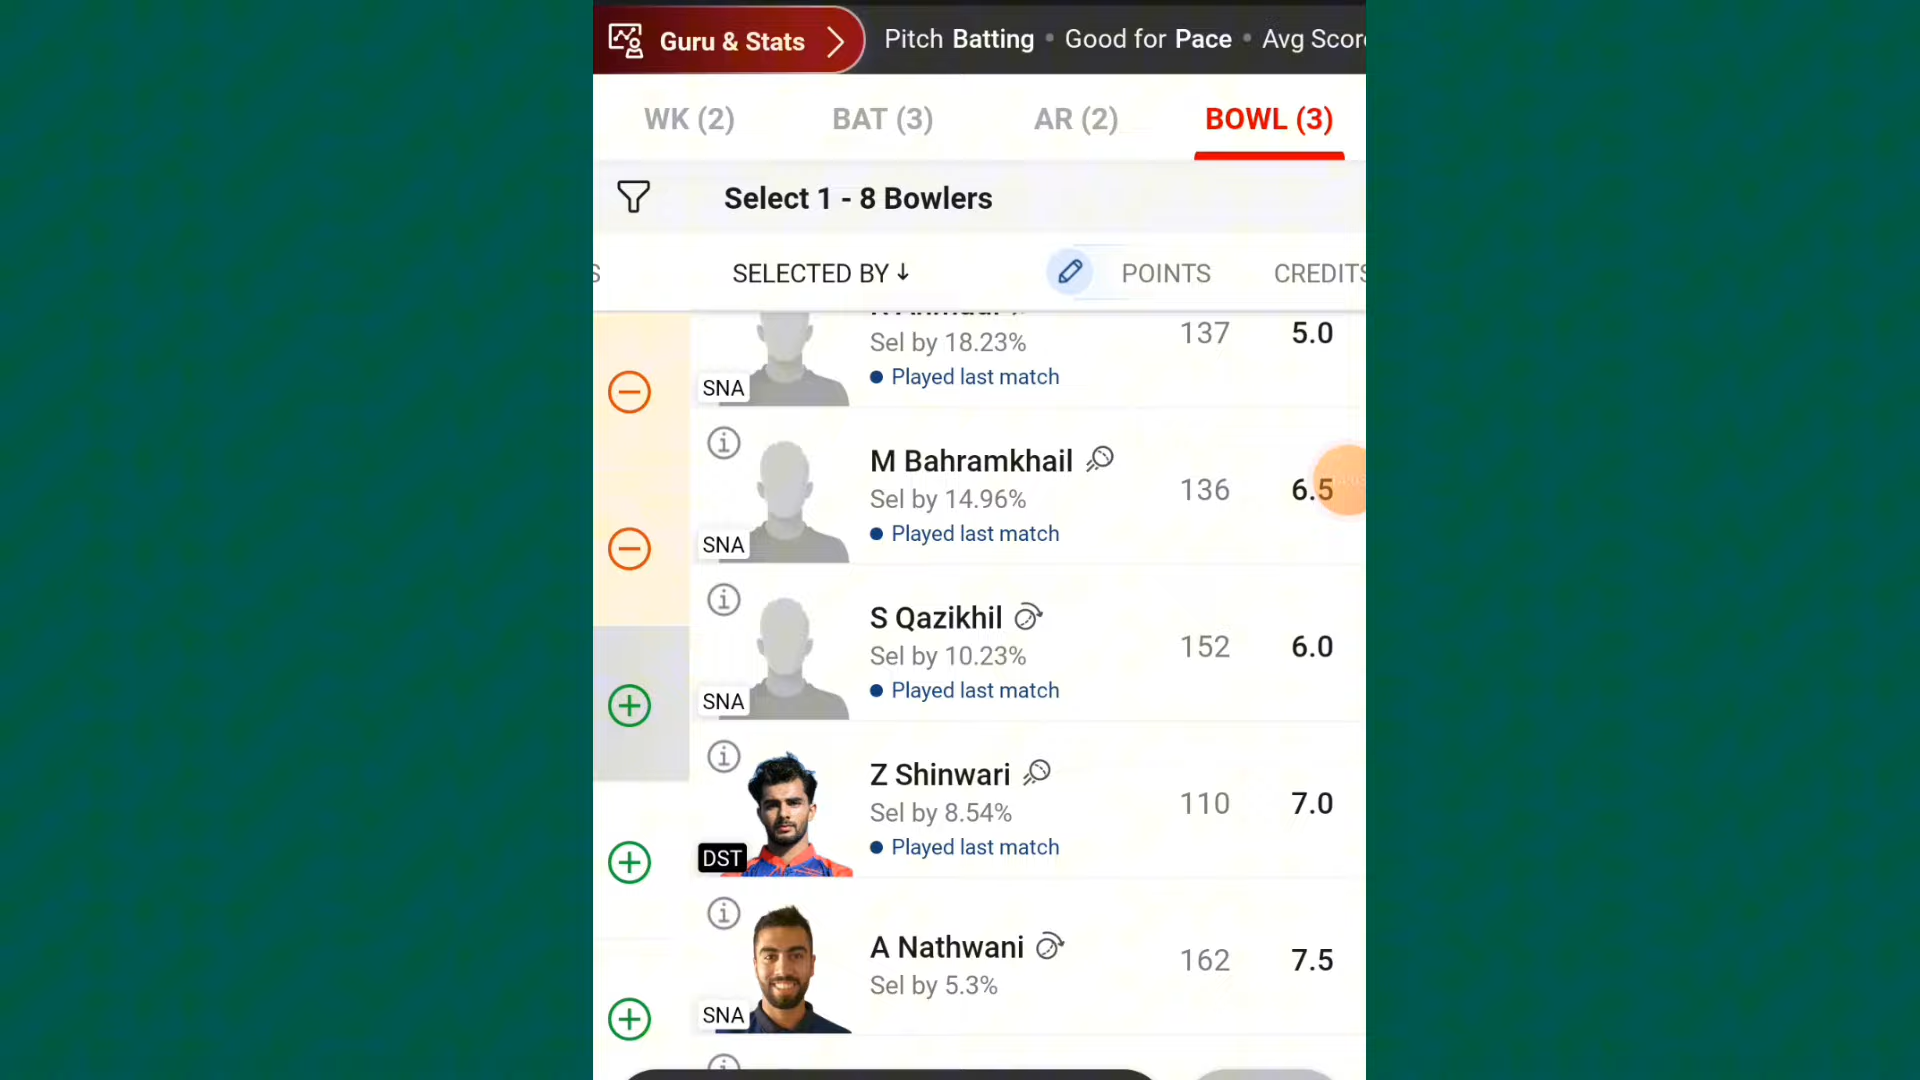 Guru & Stats
Pitch Batting • Good for Pace • Avg Scor
WK (2) BAT (3) AR (2) BOWL (3)
Select 1 - 8 Bowlers
S SELECTED BY ↓ POINTS CREDITS
Sel by 18.23% 137 5.0
Played last match
SNA
M Bahramkhail
Sel by 14.96% 136 6.5
Played last match
SNA
S Qazikhil
Sel by 10.23% 152 6.0
Played last match
SNA
Z Shinwari
Sel by 8.54% 110 7.0
Played last match
DST
A Nathwani
Sel by 5.3% 162 7.5
SNA